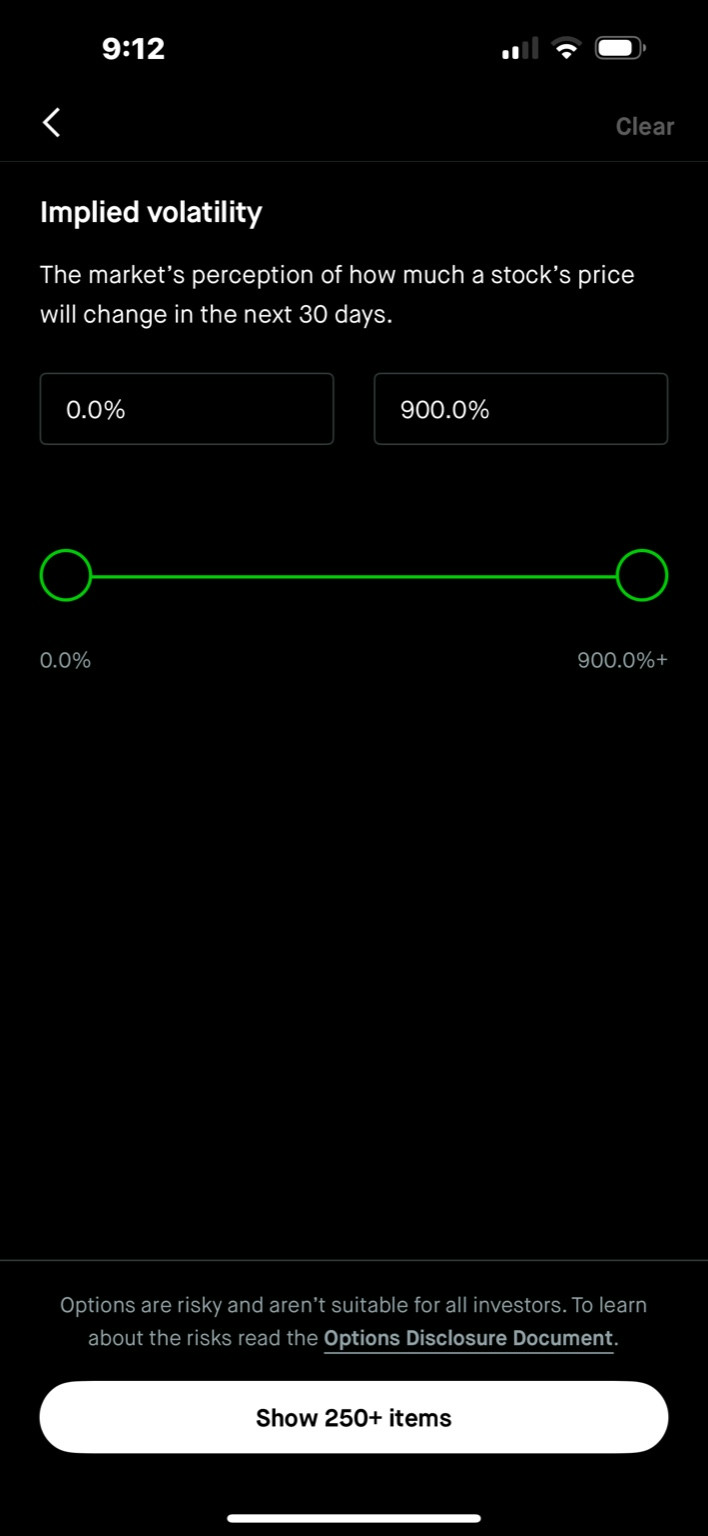 9:12
Clear
Implied volatility
The market’s perception of how much a stock’s price
will change in the next 30 days.
0.0%
900.0%
0.0%
900.0%+
Options are risky and aren’t suitable for all investors. To learn
about the risks read the Options Disclosure Document.
Show 250+ items